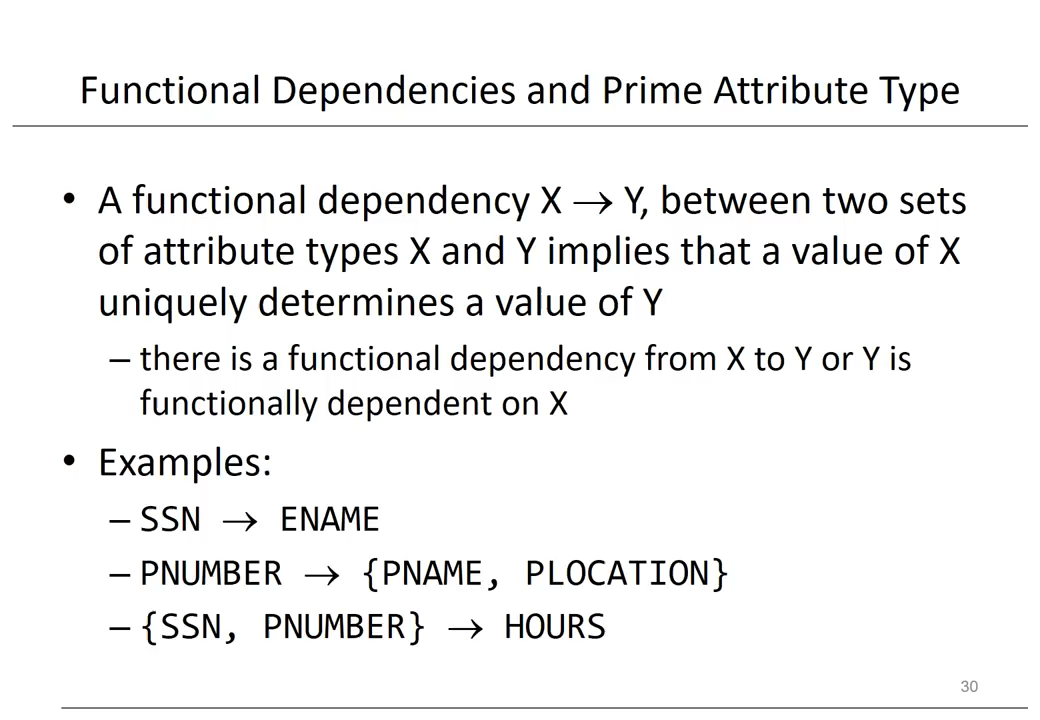 Functional Dependencies and Prime Attribute Type
• A functional dependency X → Y, between two sets
of attribute types X and Y implies that a value of X
uniquely determines a value of Y
– there is a functional dependency from X to Y or Y is
functionally dependent on X
• Examples:
– SSN → ENAME
– PNUMBER → {PNAME, PLOCATION}
– {SSN, PNUMBER} → HOURS
30